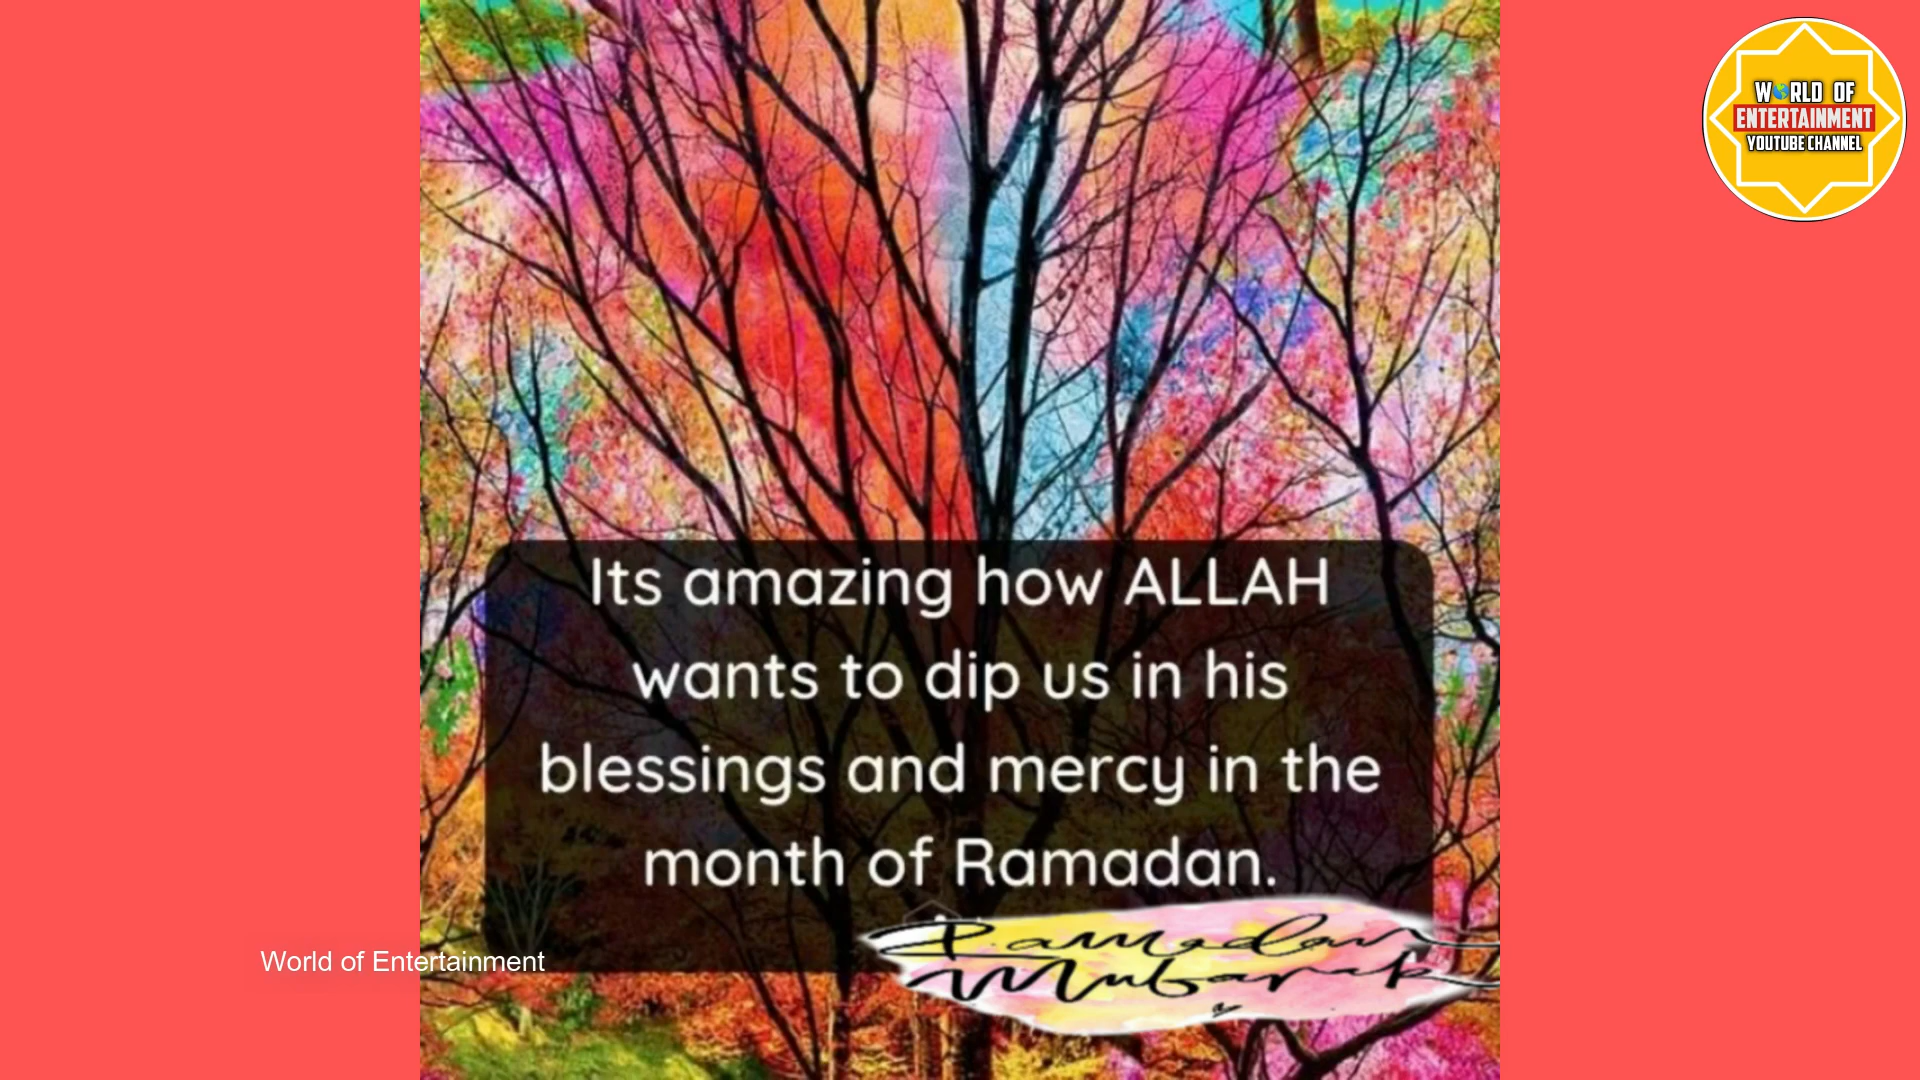 WORLD OF
ENTERTAINMENT
YOUTUBE CHANNEL
Its amazing how ALLAH
wants to dip us in his
blessings and mercy in the
month of Ramadan.
Ramadan
Mubarak
World of Entertainment